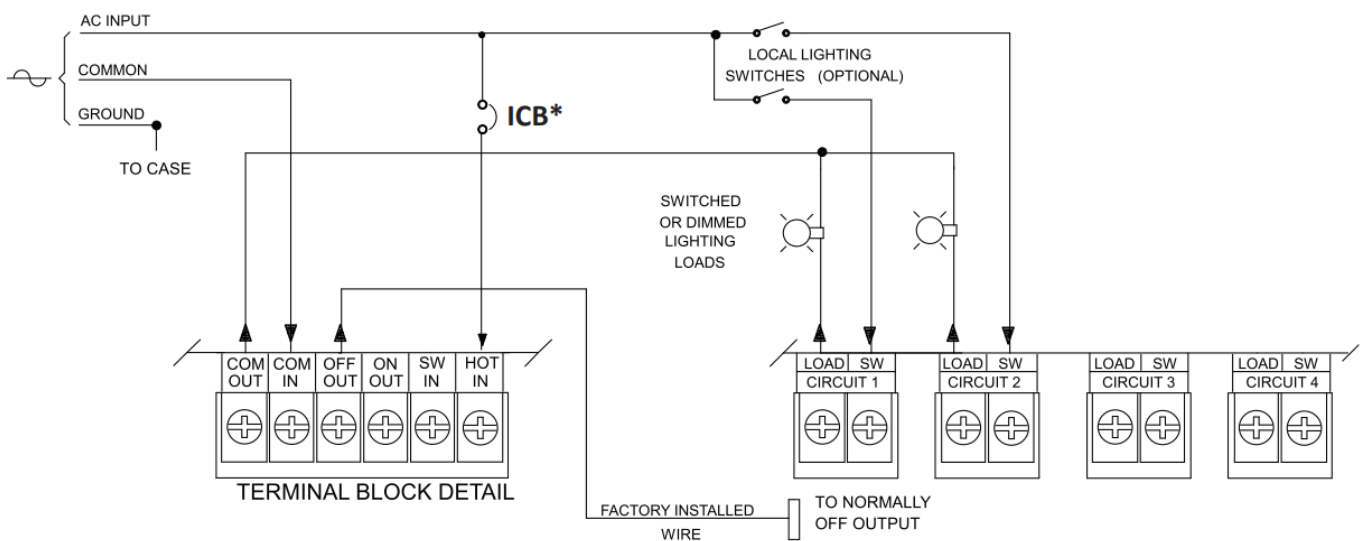 AC INPUT
COMMON
GROUND
TO CASE
ICB*
LOCAL LIGHTING
SWITCHES (OPTIONAL)
SWITCHED
OR DIMMED
LIGHTING
LOADS
COM COM OFF ON SW HOT
OUT IN OUT OUT IN IN
TERMINAL BLOCK DETAIL
LOAD SW
CIRCUIT 1
LOAD SW
CIRCUIT 2
LOAD SW
CIRCUIT 3
LOAD SW
CIRCUIT 4
FACTORY INSTALLED
WIRE
TO NORMALLY
OFF OUTPUT